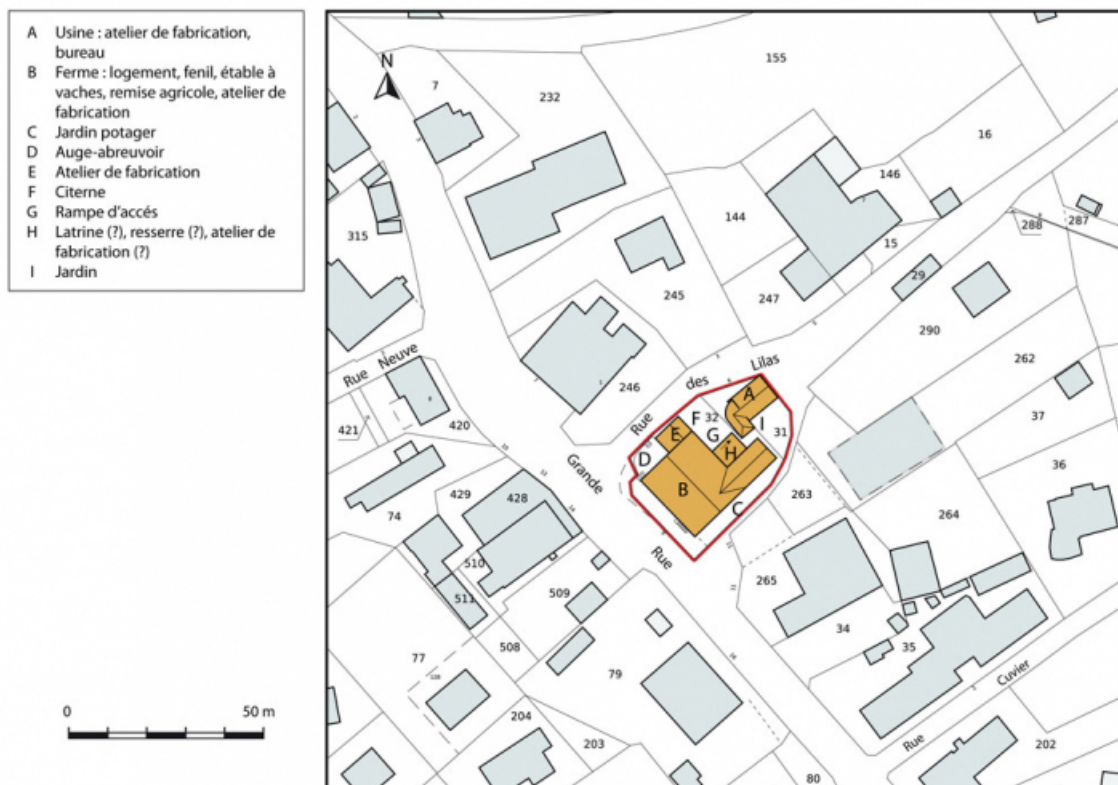 A Usine : atelier de fabrication,
bureau
B Ferme : logement, fenil, étable à
vaches, remise agricole, atelier de
fabrication
C Jardin potager
D Auge-abreuvoir
E Atelier de fabrication
F Citerne
G Rampe d'accés
H Latrine (?), resserre (?), atelier de
fabrication (?)
I Jardin
N
7
232
155
16
146
144
15
315
288
287
245
247
29
290
Rue Neuve
246
Rue des Lilas
262
37
421
420
A
32
I
31
F
E
G
H
D
B
C
Grande Rue
36
74
429
428
263
264
510
511
509
265
34
35
508
77
79
Rue Cuvier
0 50 m
204
203
202
80